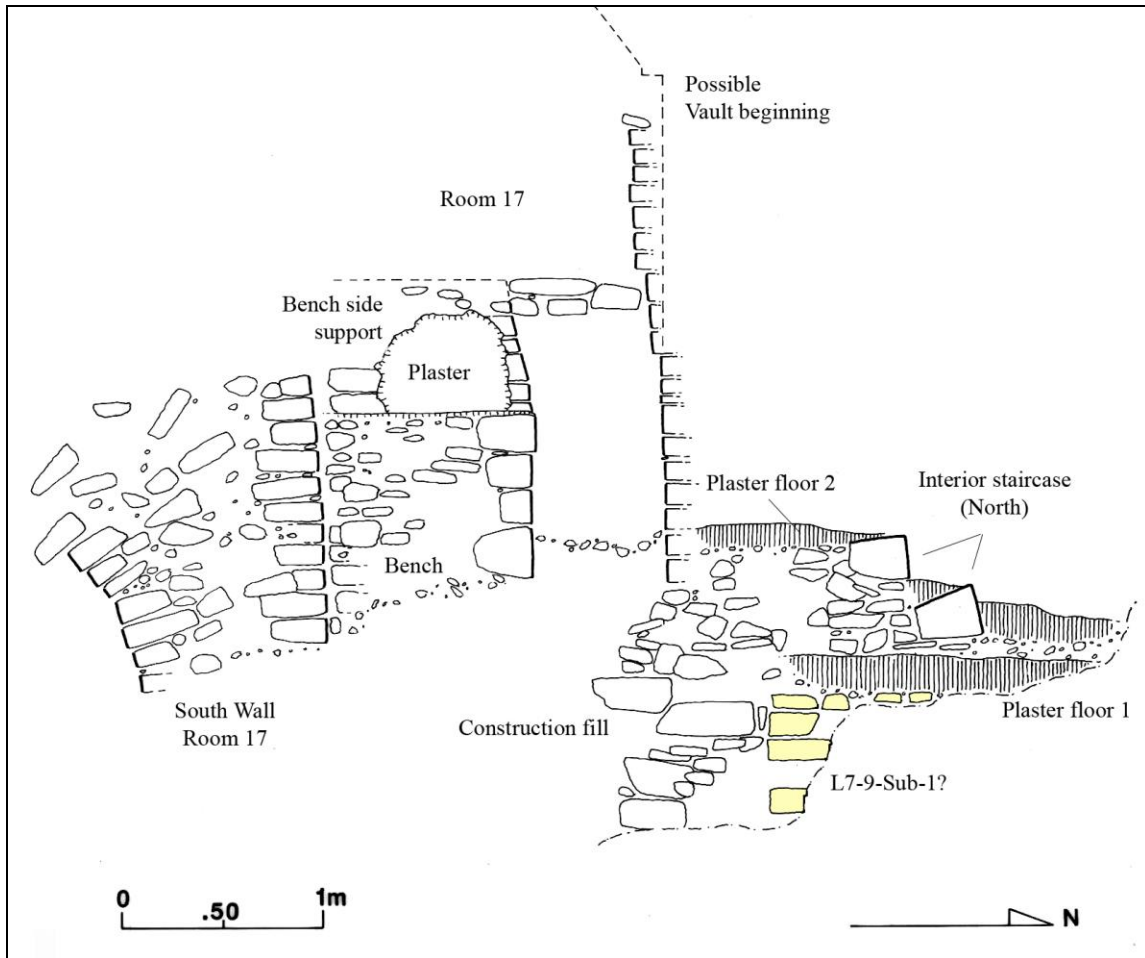 Possible
Vault beginning
Room 17
Bench side
support
Plaster
Plaster floor 2
Interior staircase
(North)
Bench
South Wall
Room 17
Construction fill
Plaster floor 1
L7-9-Sub-1?
0
.50
1m
N